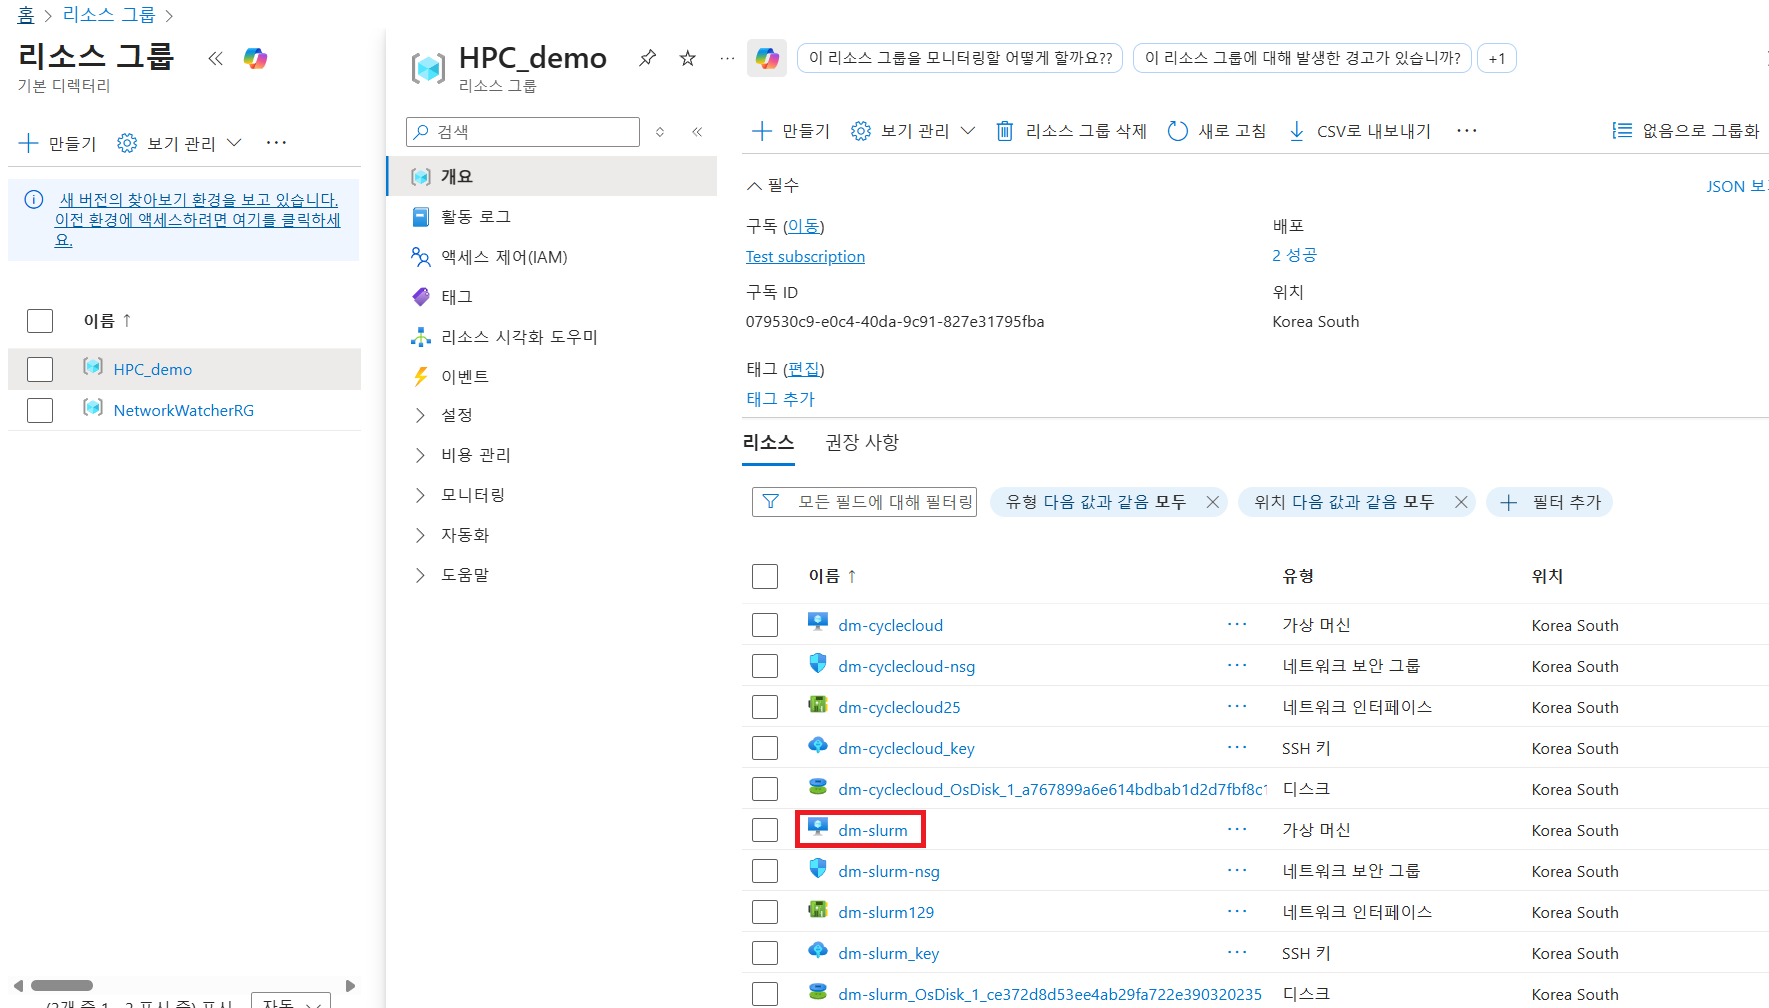 홈 > 리소스 그룹 >
리소스 그룹
기본 디렉터리
만들기 보기 관리 ···
새 버전의 찾아보기 환경을 보고 있습니다.
이전 환경에 액세스하려면 여기를 클릭하세
요.
이름 ↑
HPC_demo
NetworkWatcherRG
자동
HPC_demo
리소스 그룹
이 리소스 그룹을 모니터링할 어떻게 할까요??
이 리소스 그룹에 대해 발생한 경고가 있습니까?
+1
검색
개요
활동 로그
액세스 제어(IAM)
태그
리소스 시각화 도우미
이벤트
설정
비용 관리
모니터링
자동화
도움말
만들기 보기 관리 리소스 그룹 삭제 새로 고침 CSV로 내보내기 ··· 없음으로 그룹화
필수
JSON
구독 (이동)
Test subscription
구독 ID
079530c9-e0c4-40da-9c91-827e31795fba
배포
2 성공
위치
Korea South
태그 (편집)
태그 추가
리소스 권장 사항
모든 필드에 대해 필터링
유형 다음 값과 같음 모두
위치 다음 값과 같음 모두
필터 추가
이름 ↑ 유형 위치
dm-cyclecloud ··· 가상 머신 Korea South
dm-cyclecloud-nsg ··· 네트워크 보안 그룹 Korea South
dm-cyclecloud25 ··· 네트워크 인터페이스 Korea South
dm-cyclecloud_key ··· SSH 키 Korea South
dm-cyclecloud_OsDisk_1_a767899a6e614bdbab1d2d7fbf8c1 디스크 Korea South
dm-slurm ··· 가상 머신 Korea South
dm-slurm-nsg ··· 네트워크 보안 그룹 Korea South
dm-slurm129 ··· 네트워크 인터페이스 Korea South
dm-slurm_key ··· SSH 키 Korea South
dm-slurm_OsDisk_1_ce372d8d53ee4ab29fa722e390320235 디스크 Korea South